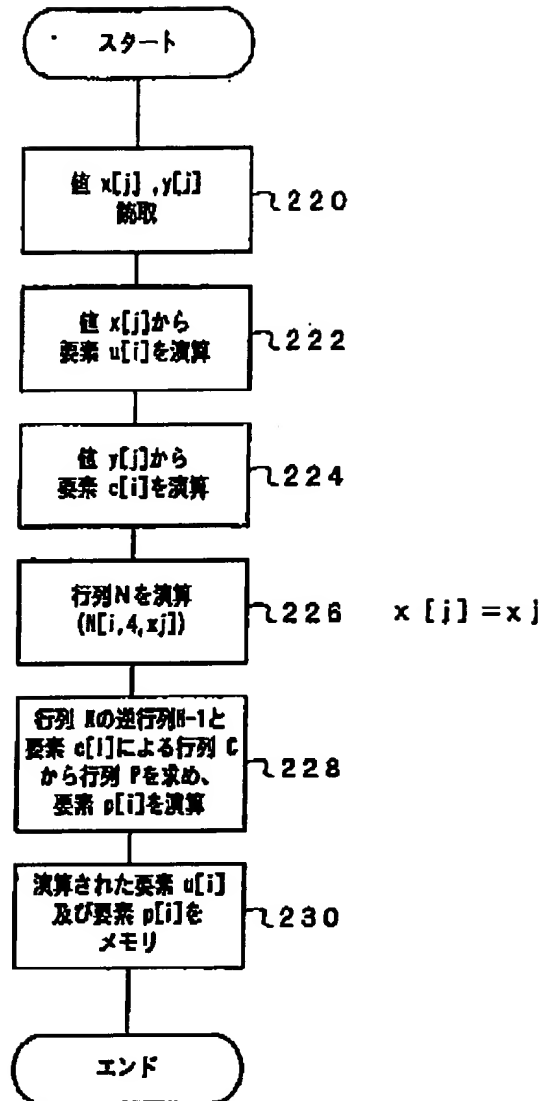 スタート
値 x[j] ,y[j]
読取
220
値 x[j]から
要素 u[i]を演算
222
値 y[j]から
要素 c[i]を演算
224
行列Nを演算
(N[i,4,xj])
226
x [j] =xj
行列 Nの逆行列N-1と
要素 c[i]による行列 C
から行列 Pを求め、
要素 p[i]を演算
228
演算された要素 u[i]
及び要素 p[i]を
メモリ
230
エンド